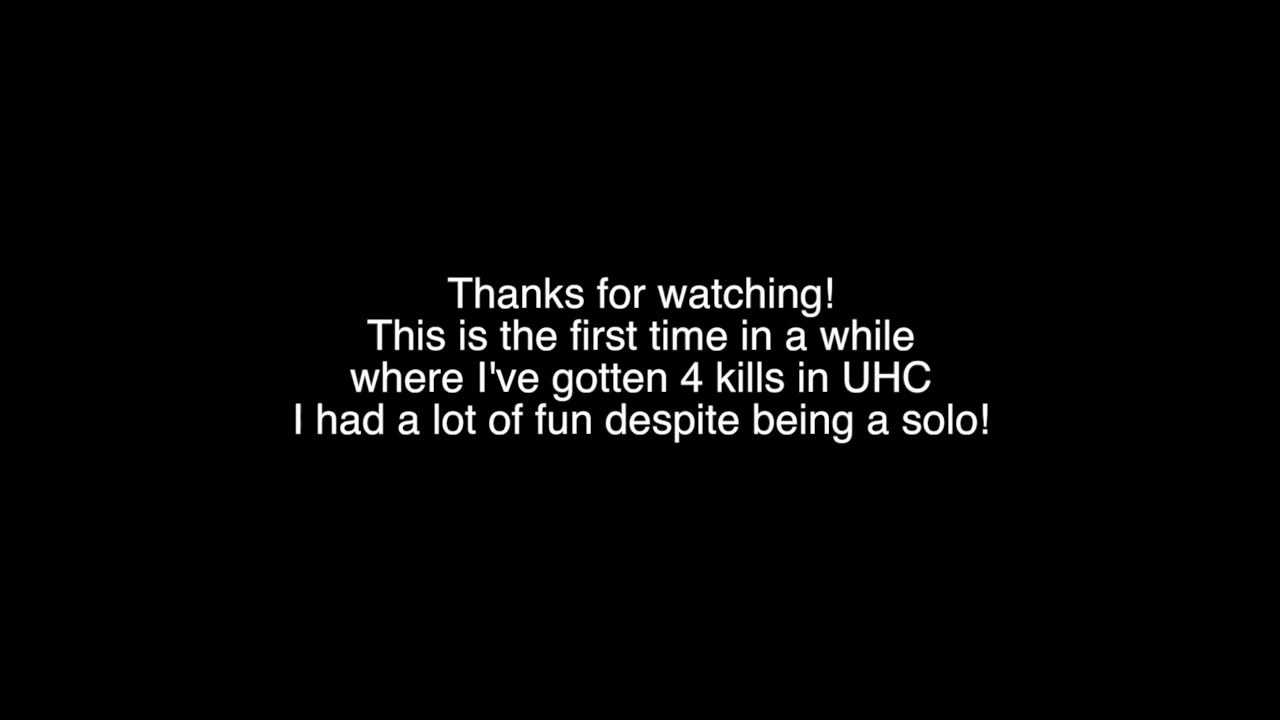 Thanks for watching!
This is the first time in a while
where I've gotten 4 kills in UHC
I had a lot of fun despite being a solo!